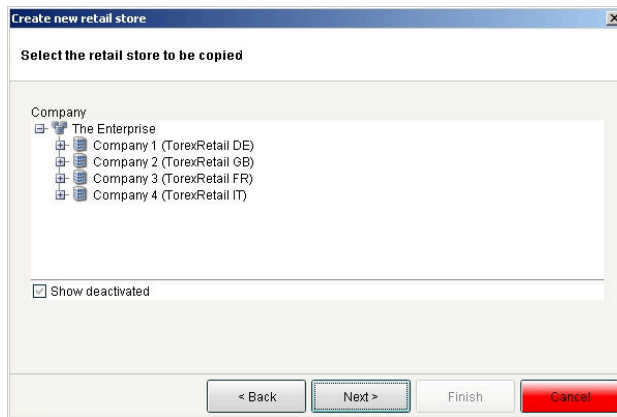 Create new retail store
Select the retail store to be copied
Company
The Enterprise
Company 1 (TorexRetail DE)
Company 2 (TorexRetail GB)
Company 3 (TorexRetail FR)
Company 4 (TorexRetail IT)
Show deactivated
< Back Next > Finish Cancel